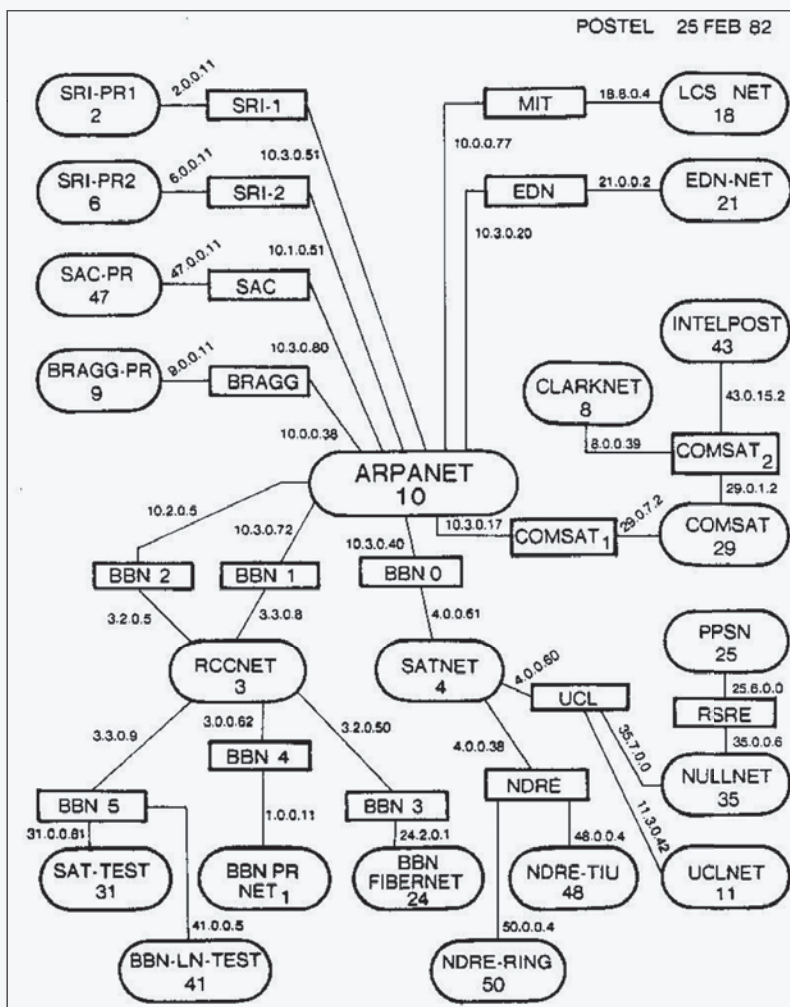 POSTEL 25 FEB 82
SRI-PR1
2
2.0.0.11
SRI-1
10.3.0.51
MIT
18.8.0.4
10.0.0.77
LCS NET
18
SRI-PR2
6
6.0.0.11
SRI-2
10.1.0.51
EDN
21.0.0.2
10.3.0.20
EDN-NET
21
SAC-PR
47
47.0.0.11
SAC
10.3.0.80
INTELPOST
43
43.0.15.2
BRAGG-PR
9
9.0.0.11
BRAGG
10.0.0.38
CLARKNET
8
8.0.0.39
COMSAT2
29.0.1.2
ARPANET
10
10.2.0.5
10.3.0.72
10.3.0.40
10.3.0.17
COMSAT1
29.0.7.2
COMSAT
29
BBN 2
BBN 1
BBN 0
3.2.0.5
3.3.0.8
4.0.0.61
RCCNET
3
SATNET
4
4.0.0.60
UCL
PPSN
25
25.6.0.0
RSRE
35.0.0.6
35.7.0.0
NULLNET
35
3.3.0.9
3.0.0.62
3.2.0.50
4.0.0.38
11.3.0.42
BBN 4
NDRE
BBN 5
BBN 3
31.0.0.81
1.0.0.11
24.2.0.1
48.0.0.4
SAT-TEST
31
BBN PR
NET1
BBN
FIBERNET
24
NDRE-TIU
48
UCLNET
11
41.0.0.5
50.0.0.4
BBN-LN-TEST
41
NDRE-RING
50